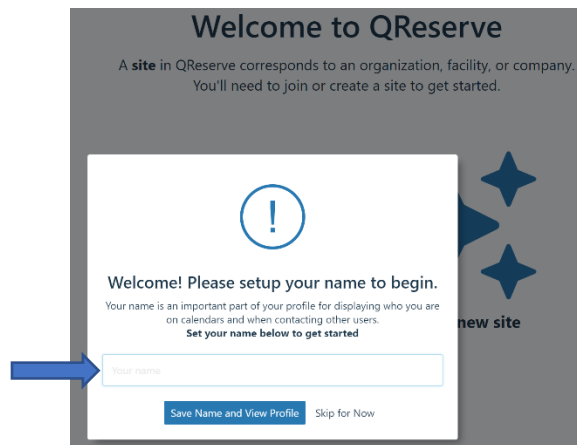 Welcome to QReserve
A site in QReserve corresponds to an organization, facility, or company.
You'll need to join or create a site to get started.
!
Welcome! Please setup your name to begin.
Your name is an important part of your profile for displaying who you are
on calendars and when contacting other users.
Set your name below to get started
new site
Your name
Save Name and View Profile Skip for Now